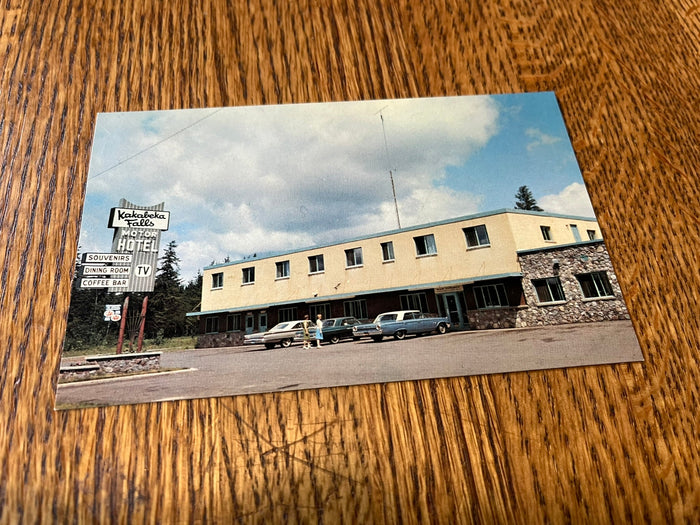 Kakabeka
Falls
MOTOR
HOTEL
SOUVENIRS
DINING ROOM
TV
COFFEE BAR